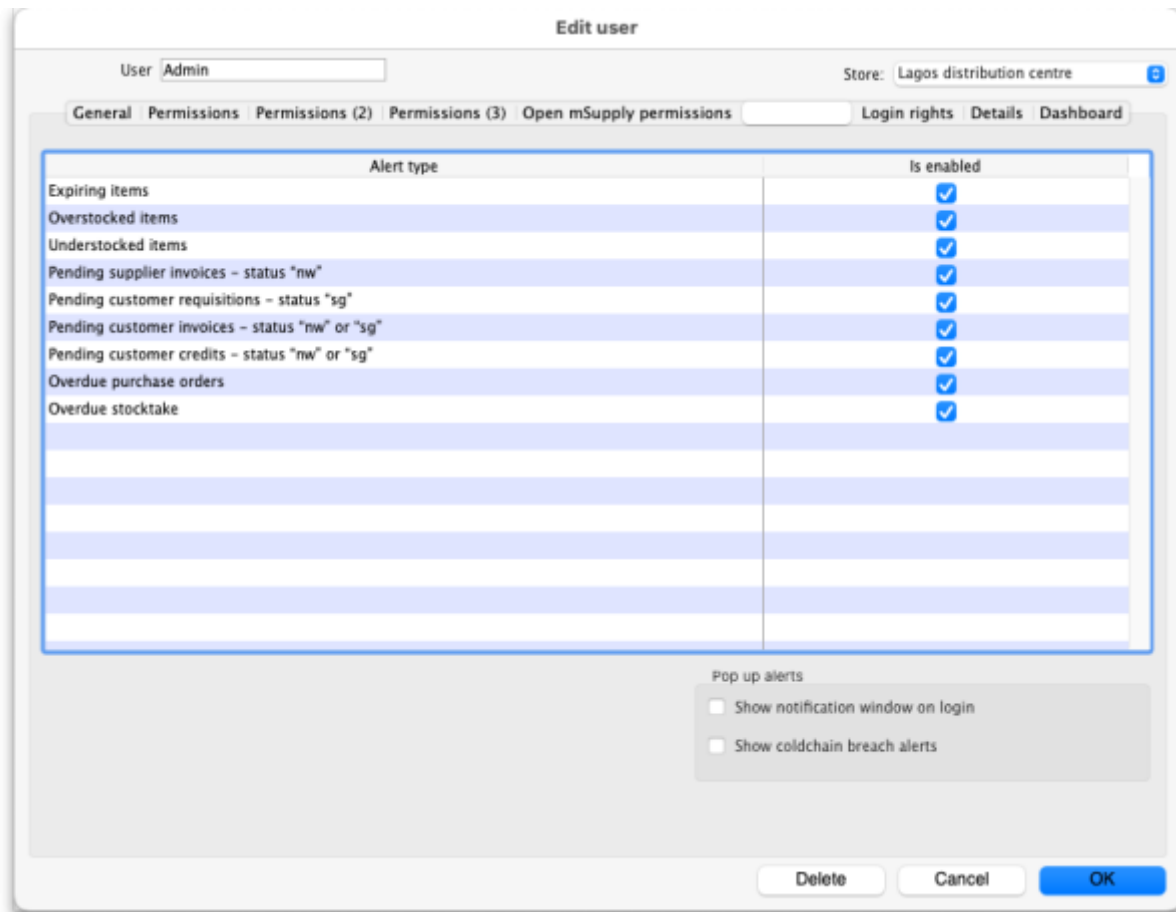 Edit user
User Admin Store: Lagos distribution centre
General Permissions Permissions (2) Permissions (3) Open mSupply permissions Login rights Details Dashboard
Alert type Is enabled
Expiring items
Overstocked items
Understocked items
Pending supplier invoices – status "nw"
Pending customer requisitions – status "sg"
Pending customer invoices – status "nw" or "sg"
Pending customer credits – status "nw" or "sg"
Overdue purchase orders
Overdue stocktake
Pop up alerts
Show notification window on login
Show coldchain breach alerts
Delete Cancel OK